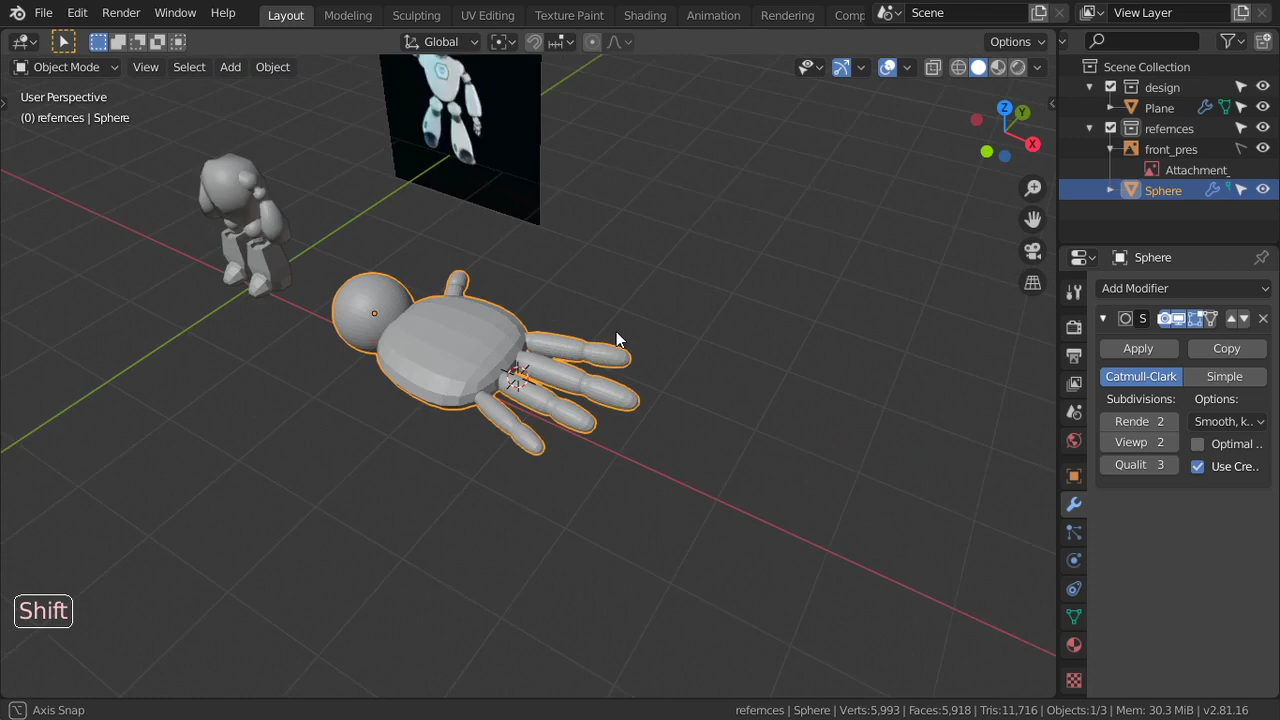 File Edit Render Window Help Layout Modeling Sculpting UV Editing Texture Paint Shading Animation Rendering Comp Scene View Layer
Global Options
Object Mode View Select Add Object
User Perspective
(0) refernces | Sphere
Z
Y
X
Scene Collection
design
Plane
refernces
front_pres
Attachment_
Sphere
Sphere
Add Modifier
S
Apply Copy
Catmull-Clark Simple
Subdivisions: Options:
Rende 2 Smooth, k..
Viewp 2 Optimal ..
Qualit 3 Use Cre..
Shift
Axis Snap refernces | Sphere | Verts:5,993 | Faces:5,918 | Tris:11,716 | Objects:1/3 | Mem: 30.3 MiB | v2.81.16